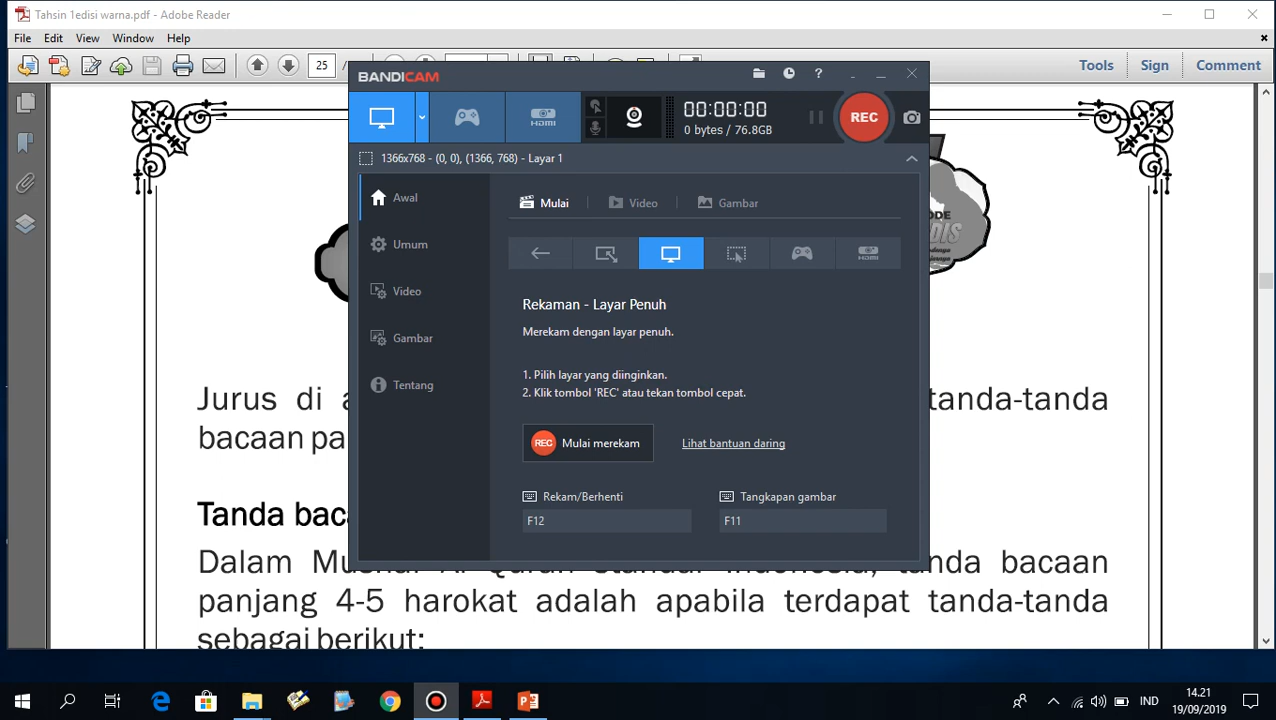 Tahsin 1edisi warna.pdf - Adobe Reader
File Edit View Window Help
25 /
Tools Sign Comment
BANDICAM
?
HDMI
00:00:00
0 bytes / 76.8GB
REC
1366x768 - (0, 0), (1366, 768) - Layar 1
Awal
Umum
Video
Gambar
Tentang
Mulai Video Gambar
HDMI
Rekaman - Layar Penuh
Merekam dengan layar penuh.
1. Pilih layar yang diinginkan.
2. Klik tombol 'REC' atau tekan tombol cepat.
REC Mulai merekam Lihat bantuan daring
Rekam/Berhenti Tangkapan gambar
F12 F11
Jurus di tanda-tanda
bacaan
Tanda
Dalam Indonesia, tanda bacaan
panjang 4-5 harokat adalah apabila terdapat tanda-tanda
sebagai berikut:
IND
14.21
19/09/2019